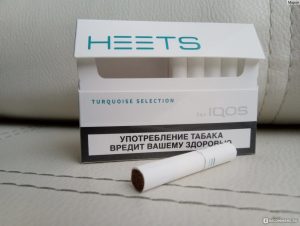 HEETS
TURQUOISE SELECTION
IQOS
УПОТРЕБЛЕНИЕ ТАБАКА
ВРЕДИТ ВАШЕМУ ЗДОРОВЬЮ